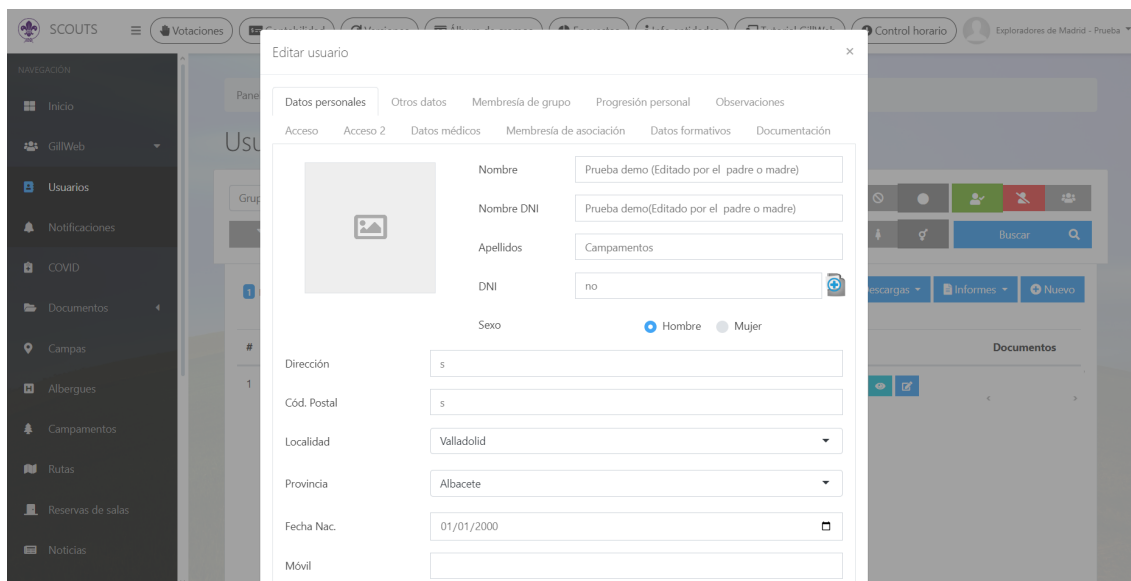 SCOUTS
Votaciones
Control horario
Exploradores de Madrid - Prueba
Editar usuario
×
NAVEGACIÓN
Inicio
GillWeb
Usuarios
Notificaciones
COVID
Documentos
Campas
Albergues
Campamentos
Rutas
Reservas de salas
Noticias
Datos personales Otros datos Membresía de grupo Progresión personal Observaciones
Acceso Acceso 2 Datos médicos Membresía de asociación Datos formativos Documentación
Nombre Prueba demo (Editado por el padre o madre)
Nombre DNI Prueba demo(Editado por el padre o madre)
Apellidos Campamentos
DNI no
Sexo Hombre Mujer
Dirección s
Cód. Postal s
Localidad Valladolid
Provincia Albacete
Fecha Nac. 01/01/2000
Móvil
Buscar
1
Informes
Nuevo
# Documentos
1